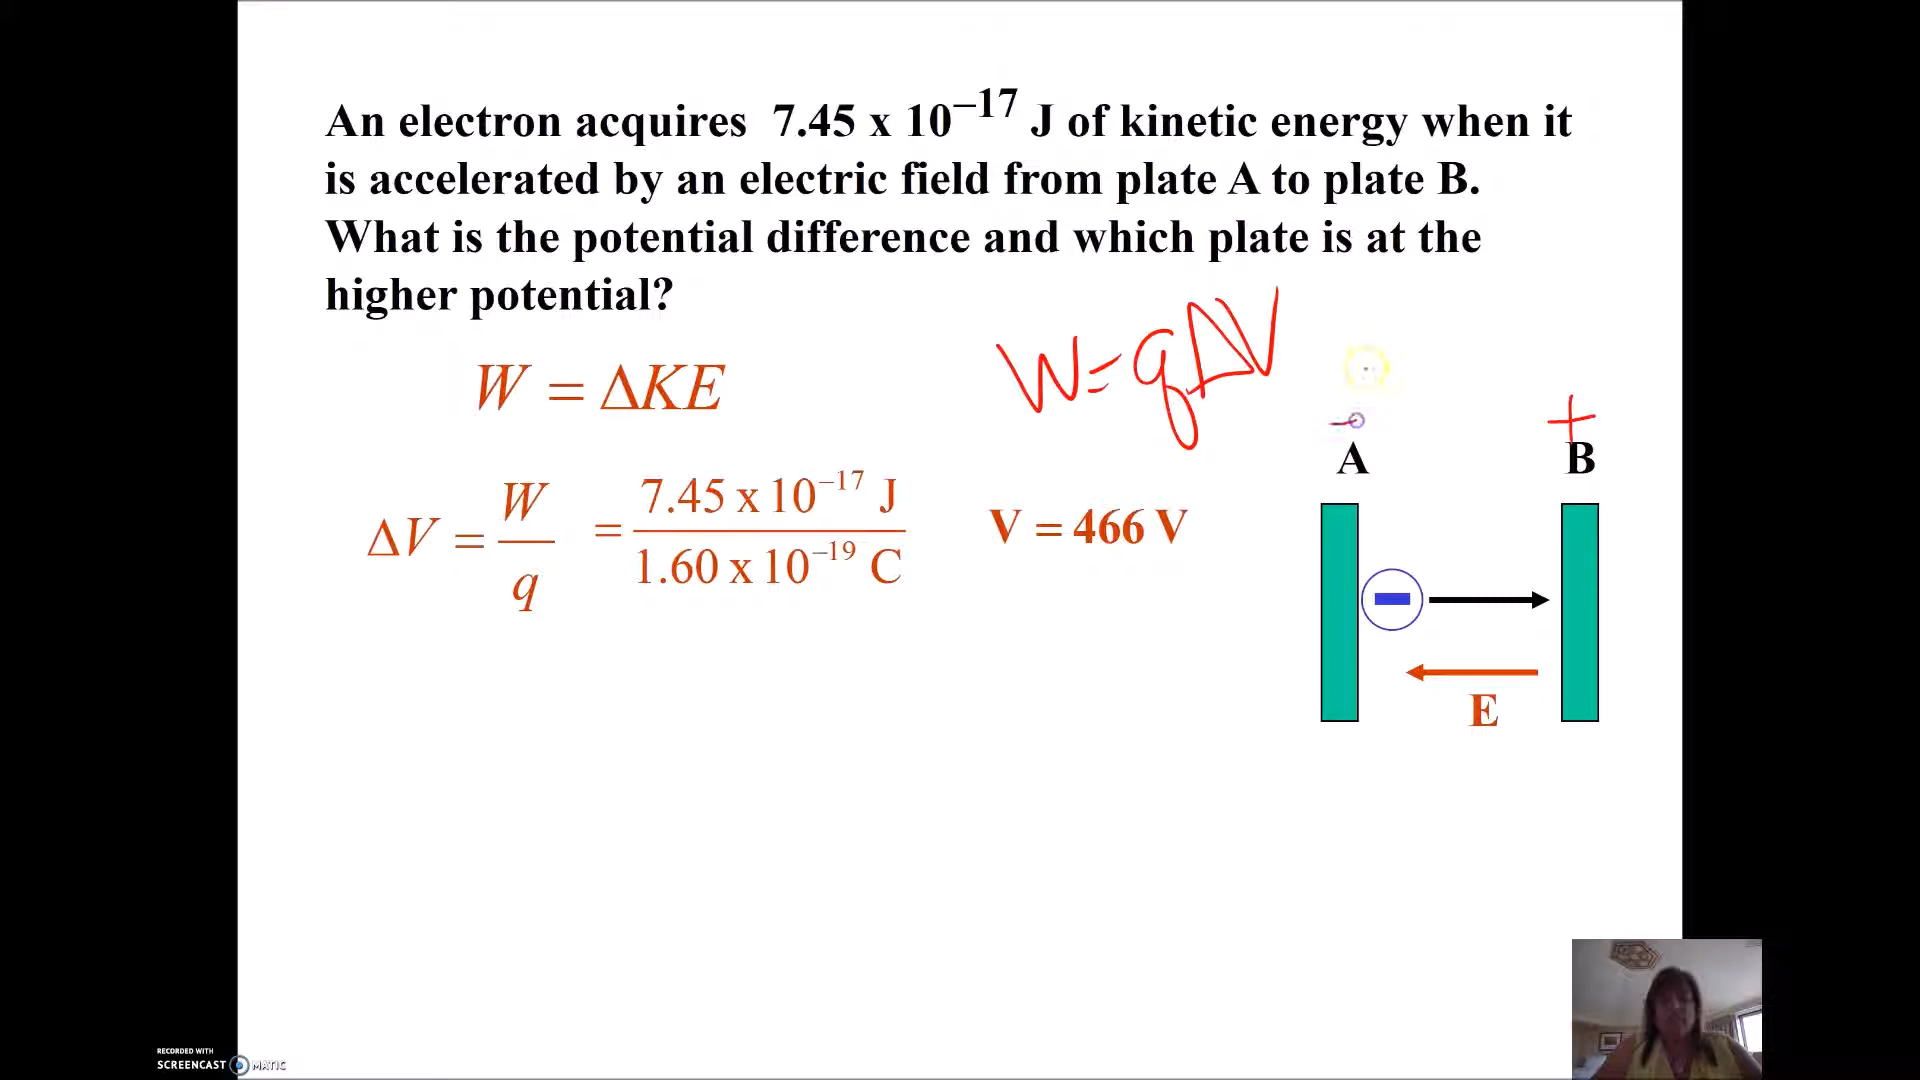 An electron acquires 7.45 x 10⁻¹⁷ J of kinetic energy when it
is accelerated by an electric field from plate A to plate B.
What is the potential difference and which plate is at the
higher potential?
W = ΔKE
W = qΔV
ΔV = W/q = 7.45 x 10⁻¹⁷ J / 1.60 x 10⁻¹⁹ C
V = 466 V
– +
A B
E
RECORDED WITH
SCREENCAST MATIC